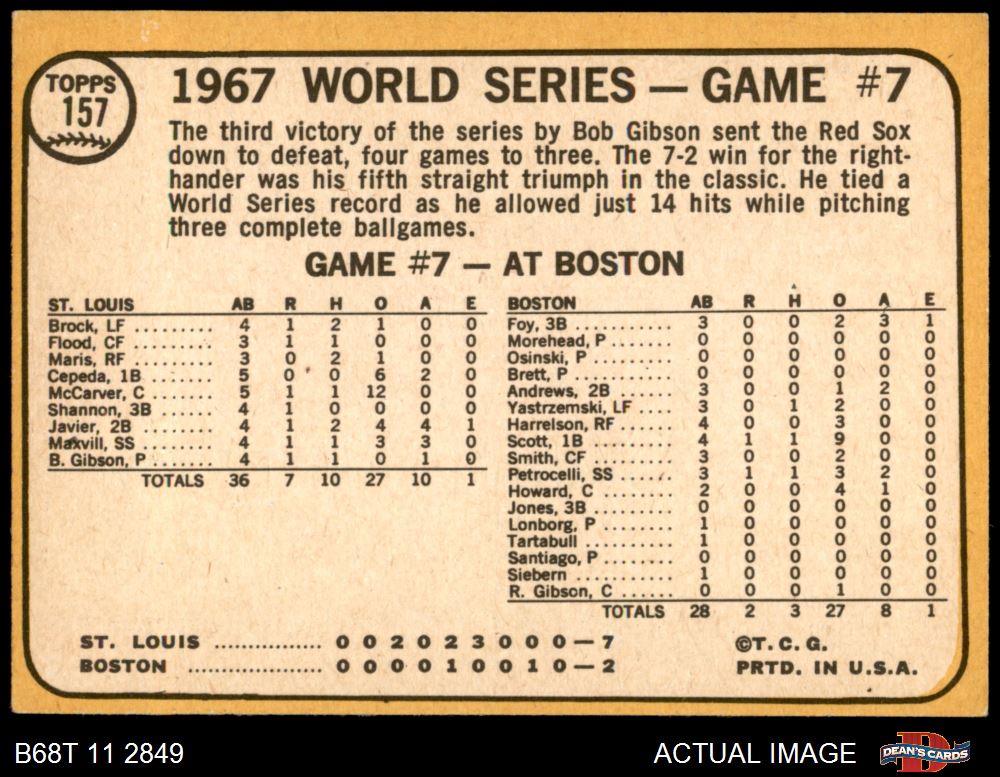 TOPPS
157
1967 WORLD SERIES — GAME #7
The third victory of the series by Bob Gibson sent the Red Sox
down to defeat, four games to three. The 7-2 win for the right-
hander was his fifth straight triumph in the classic. He tied a
World Series record as he allowed just 14 hits while pitching
three complete ballgames.
GAME #7 — AT BOSTON
ST. LOUIS AB R H O A E
Brock, LF ......... 4 1 2 1 0 0
Flood, CF ......... 3 1 1 0 0 0
Maris, RF ......... 3 0 2 1 0 0
Cepeda, 1B ....... 5 0 0 6 2 0
McCarver, C ...... 5 1 1 12 0 0
Shannon, 3B ...... 4 1 0 0 0 0
Javier, 2B ........ 4 1 2 4 4 1
Maxvill, SS ....... 4 1 1 3 3 0
B. Gibson, P ....... 4 1 1 0 1 0
TOTALS 36 7 10 27 10 1
BOSTON AB R H O A E
Foy, 3B ........... 3 0 0 2 3 1
Morehead, P ...... 0 0 0 0 0 0
Osinski, P ........ 0 0 0 0 0 0
Brett, P .......... 0 0 0 0 0 0
Andrews, 2B ...... 3 0 0 1 2 0
Yastrzemski, LF .... 3 0 1 2 0 0
Harrelson, RF ..... 4 0 0 3 0 0
Scott, 1B ......... 4 1 1 9 0 0
Smith, CF ......... 3 0 0 2 0 0
Petrocelli, SS ..... 3 1 1 3 2 0
Howard, C ........ 2 0 0 4 1 0
Jones, 3B ......... 0 0 0 0 0 0
Lonborg, P ........ 1 0 0 0 0 0
Tartabull ......... 1 0 0 0 0 0
Santiago, P ....... 0 0 0 0 0 0
Siebern ........... 1 0 0 0 0 0
R. Gibson, C ...... 0 0 0 1 0 0
TOTALS 28 2 3 27 8 1
ST. LOUIS ............... 0 0 2 0 2 3 0 0 0 — 7
BOSTON ................... 0 0 0 0 1 0 0 1 0 — 2
©T. C. G.
PRTD. IN U.S.A.
B68T 11 2849
ACTUAL IMAGE
DEAN'S CARDS